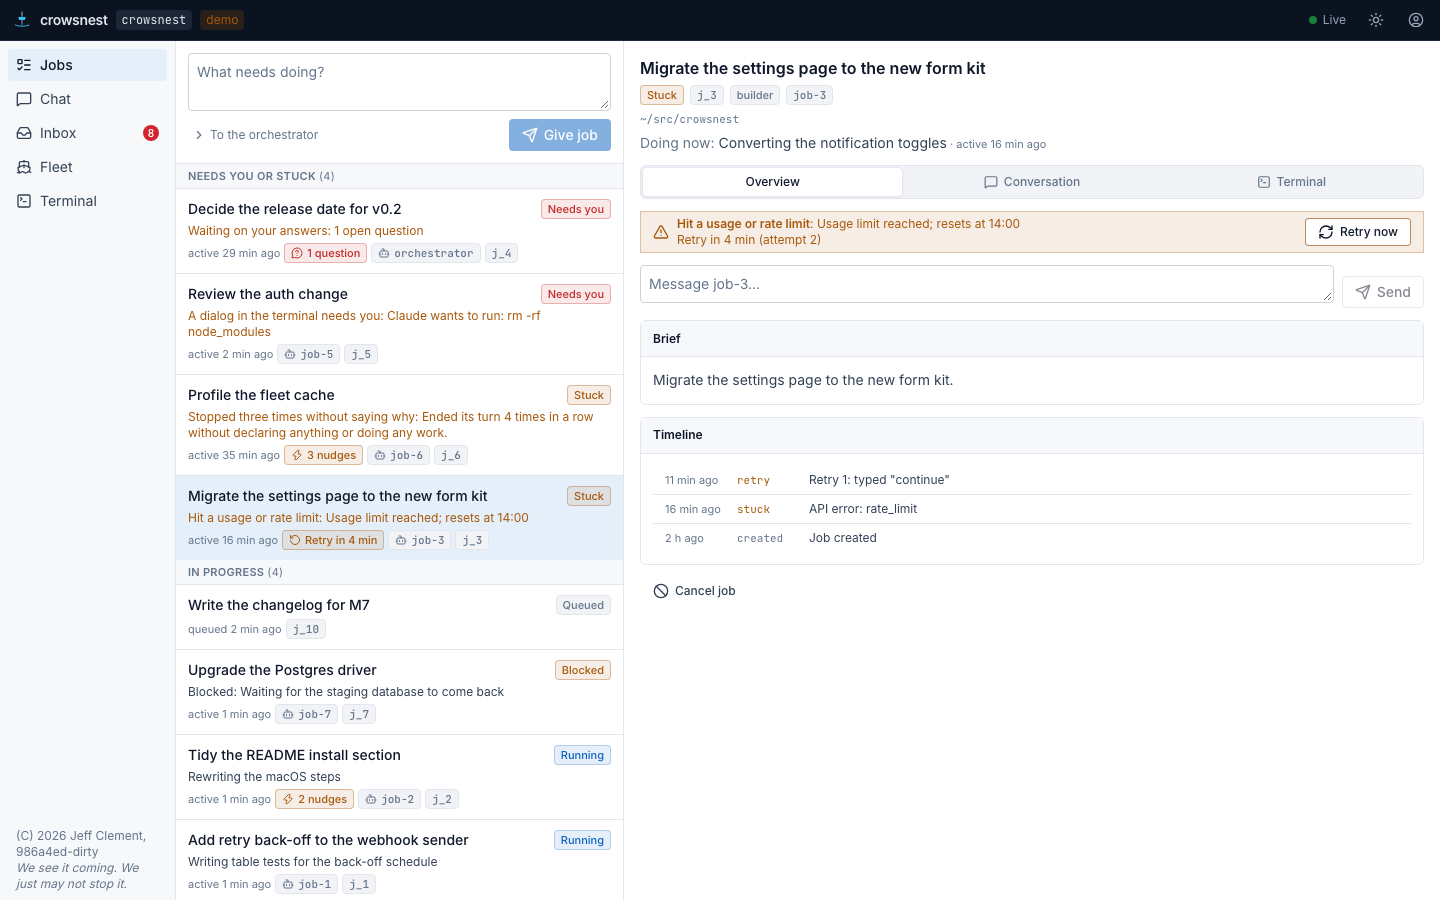 crowsnest crowsnest demo
Live
Jobs
Chat
Inbox 8
Fleet
Terminal
(C) 2026 Jeff Clement,
986a4ed-dirty
We see it coming. We
just may not stop it.
What needs doing?
To the orchestrator
Give job
NEEDS YOU OR STUCK (4)
Decide the release date for v0.2 Needs you
Waiting on your answers: 1 open question
active 29 min ago 1 question orchestrator j_4
Review the auth change Needs you
A dialog in the terminal needs you: Claude wants to run: rm -rf
node_modules
active 2 min ago job-5 j_5
Profile the fleet cache Stuck
Stopped three times without saying why: Ended its turn 4 times in a row
without declaring anything or doing any work.
active 35 min ago 3 nudges job-6 j_6
Migrate the settings page to the new form kit Stuck
Hit a usage or rate limit: Usage limit reached; resets at 14:00
active 16 min ago Retry in 4 min job-3 j_3
IN PROGRESS (4)
Write the changelog for M7 Queued
queued 2 min ago j_10
Upgrade the Postgres driver Blocked
Blocked: Waiting for the staging database to come back
active 1 min ago job-7 j_7
Tidy the README install section Running
Rewriting the macOS steps
active 1 min ago 2 nudges job-2 j_2
Add retry back-off to the webhook sender Running
Writing table tests for the back-off schedule
active 1 min ago job-1 j_1
Migrate the settings page to the new form kit
Stuck j_3 builder job-3
~/src/crowsnest
Doing now: Converting the notification toggles · active 16 min ago
Overview Conversation Terminal
Hit a usage or rate limit: Usage limit reached; resets at 14:00
Retry in 4 min (attempt 2)
Retry now
Message job-3...
Send
Brief
Migrate the settings page to the new form kit.
Timeline
11 min ago retry Retry 1: typed "continue"
16 min ago stuck API error: rate_limit
2 h ago created Job created
Cancel job